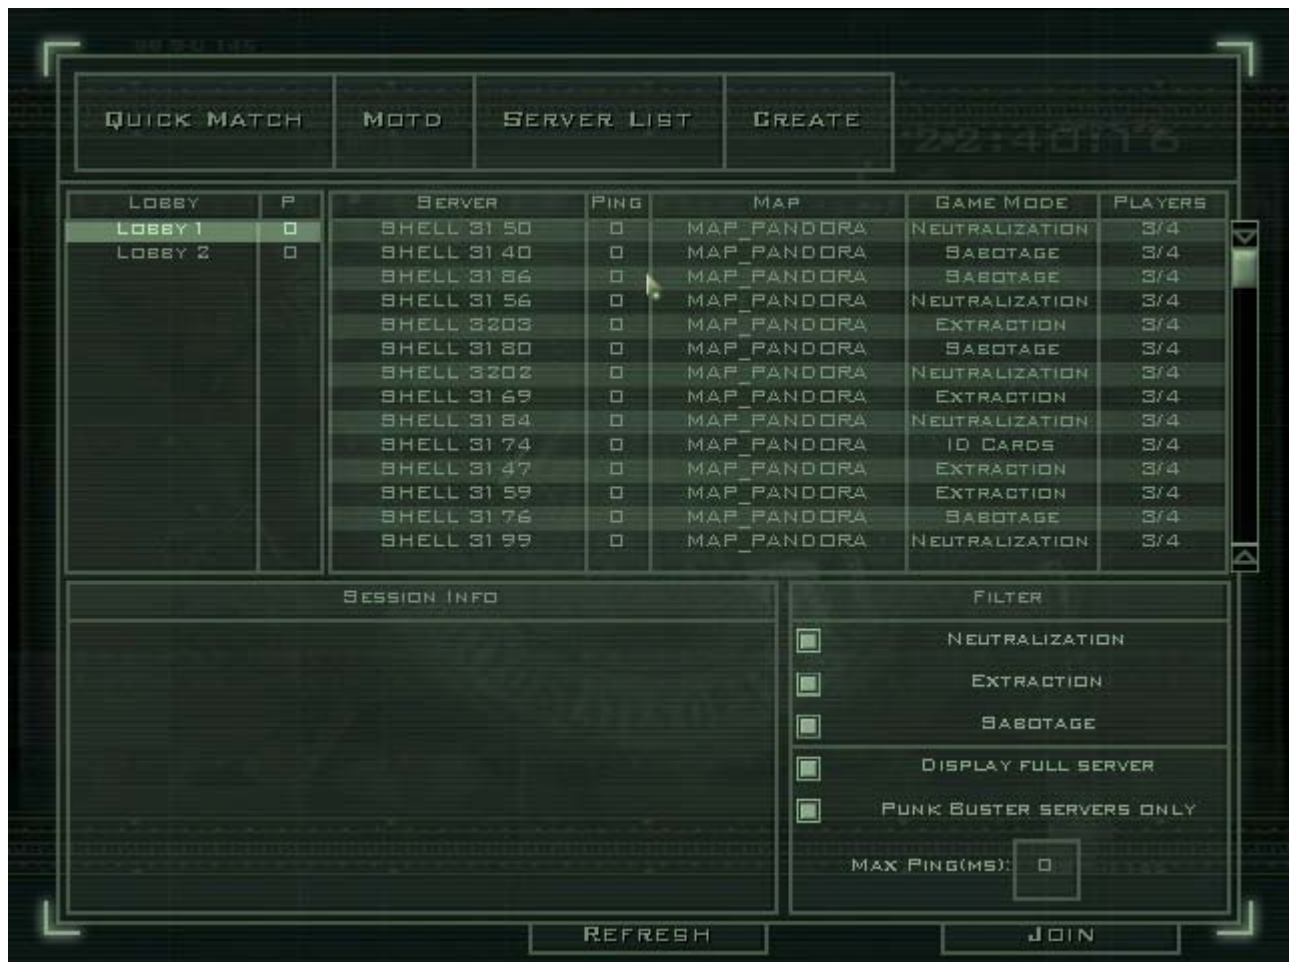 22:40:16
QUICK MATCH MOTD SERVER LIST CREATE
LOBBY P SERVER PING MAP GAME MODE PLAYERS
LOBBY 1 0 SHELL 3150 0 MAP_PANDORA NEUTRALIZATION 3/4
LOBBY 2 0 SHELL 3140 0 MAP_PANDORA SABOTAGE 3/4
SHELL 3186 0 MAP_PANDORA SABOTAGE 3/4
SHELL 3156 0 MAP_PANDORA NEUTRALIZATION 3/4
SHELL 3203 0 MAP_PANDORA EXTRACTION 3/4
SHELL 3180 0 MAP_PANDORA SABOTAGE 3/4
SHELL 3202 0 MAP_PANDORA NEUTRALIZATION 3/4
SHELL 3169 0 MAP_PANDORA EXTRACTION 3/4
SHELL 3184 0 MAP_PANDORA NEUTRALIZATION 3/4
SHELL 3174 0 MAP_PANDORA ID CARDS 3/4
SHELL 3147 0 MAP_PANDORA EXTRACTION 3/4
SHELL 3159 0 MAP_PANDORA EXTRACTION 3/4
SHELL 3176 0 MAP_PANDORA SABOTAGE 3/4
SHELL 3199 0 MAP_PANDORA NEUTRALIZATION 3/4
SESSION INFO FILTER
NEUTRALIZATION
EXTRACTION
SABOTAGE
DISPLAY FULL SERVER
PUNK BUSTER SERVERS ONLY
MAX PING(MS): 0
REFRESH JOIN